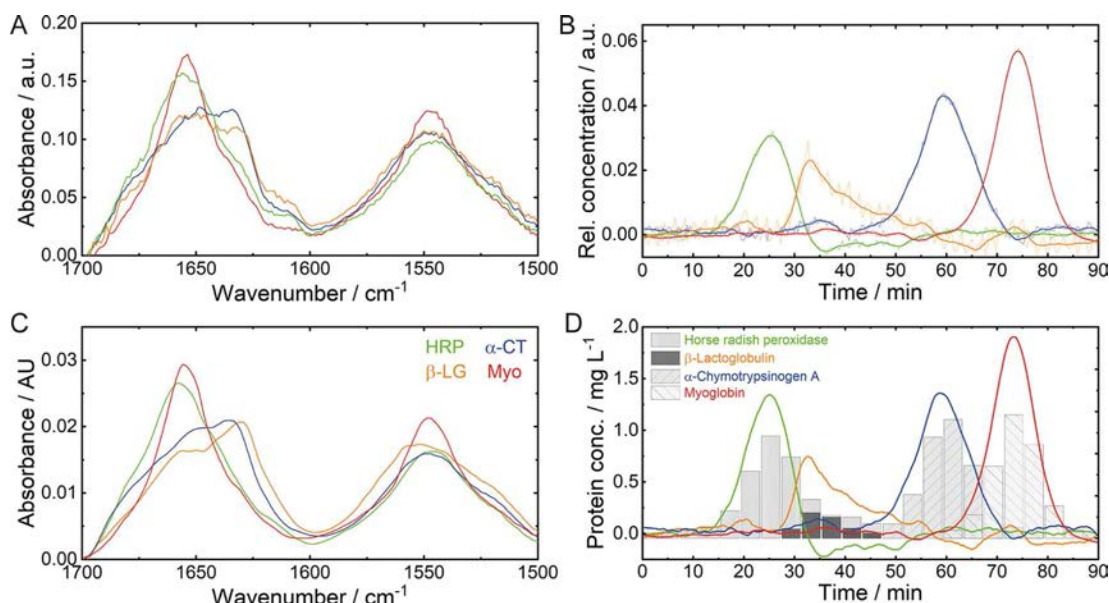 A
Absorbance / a.u.
0.20
0.15
0.10
0.05
0.00
1700
1650
1600
1550
1500
Wavenumber / cm-1
B
Rel. concentration / a.u.
0.06
0.04
0.02
0.00
0
10
20
30
40
50
60
70
80
90
Time / min
C
Absorbance / AU
0.03
0.02
0.01
0.00
HRP α-CT
β-LG Myo
1700
1650
1600
1550
1500
Wavenumber / cm-1
D
Protein conc. / mg L-1
2.0
1.5
1.0
0.5
0.0
Horse radish peroxidase
β-Lactoglobulin
α-Chymotrypsinogen A
Myoglobin
0
10
20
30
40
50
60
70
80
90
Time / min